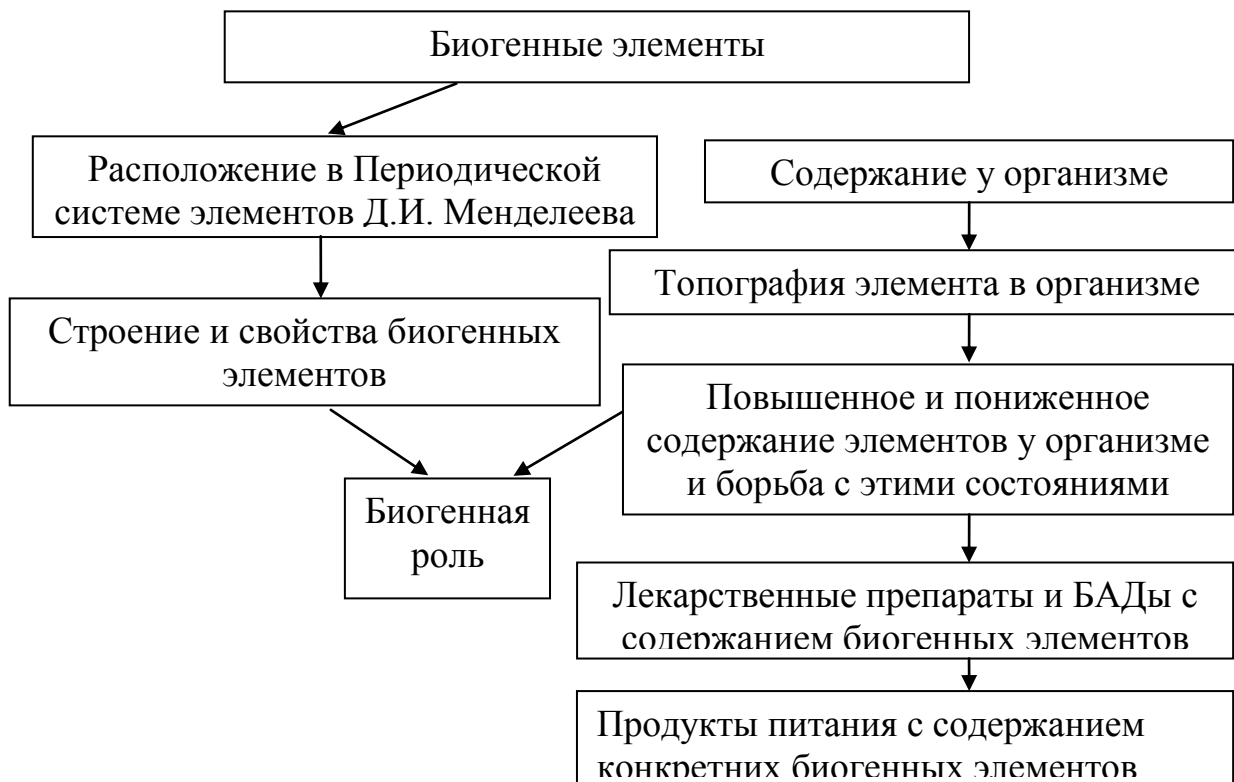 Биогенные элементы
Расположение в Периодической
системе элементов Д.И. Менделеева
Содержание у организме
Топография элемента в организме
Строение и свойства биогенных
элементов
Повышенное и пониженное
содержание элементов у организме
и борьба с этими состояниями
Биогенная
роль
Лекарственные препараты и БАДы с
содержанием биогенных элементов
Продукты питания с содержанием
конкретних биогенных элементов